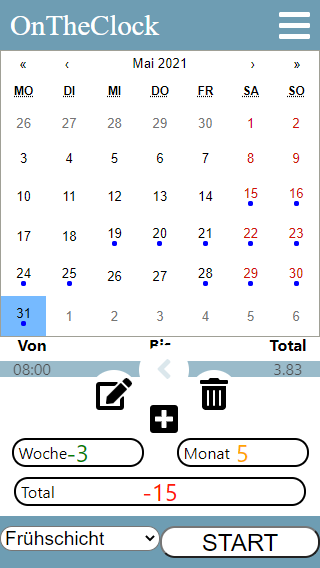 OnTheClock
« ‹ Mai 2021 › »
MO DI MI DO FR SA SO
26 27 28 29 30 1 2
3 4 5 6 7 8 9
10 11 12 13 14 15 16
17 18 19 20 21 22 23
24 25 26 27 28 29 30
31 1 2 3 4 5 6
Von Total
08:00 3.83
Woche -3 Monat 5
Total -15
Frühschicht START